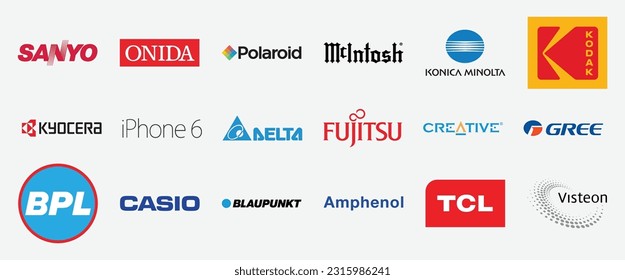 SANYO ONIDA Polaroid McIntosh KONICA MINOLTA KODAK
KYOCERA iPhone 6 DELTA FUJITSU CREATIVE® GREE
BPL CASIO BLAUPUNKT Amphenol TCL Visteon
shutterstock.com · 2315986241